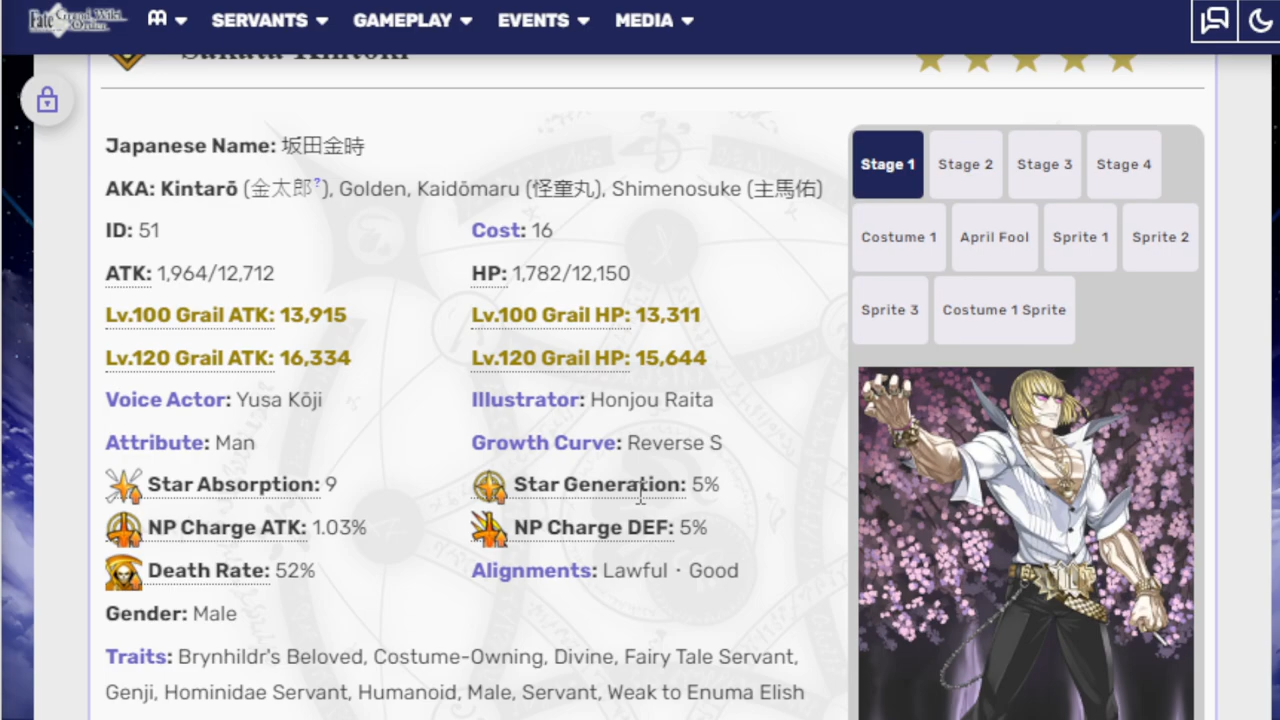 Fate Grand Order Wiki
SERVANTS GAMEPLAY EVENTS MEDIA
Sakata Kintoki
Japanese Name: 坂田金時
AKA: Kintarō (金太郎?), Golden, Kaidōmaru (怪童丸), Shimenosuke (主馬佑)
ID: 51
Cost: 16
ATK: 1,964/12,712
HP: 1,782/12,150
Lv.100 Grail ATK: 13,915
Lv.100 Grail HP: 13,311
Lv.120 Grail ATK: 16,334
Lv.120 Grail HP: 15,644
Voice Actor: Yusa Kōji
Illustrator: Honjou Raita
Attribute: Man
Growth Curve: Reverse S
Star Absorption: 9
Star Generation: 5%
NP Charge ATK: 1.03%
NP Charge DEF: 5%
Death Rate: 52%
Alignments: Lawful · Good
Gender: Male
Traits: Brynhildr's Beloved, Costume-Owning, Divine, Fairy Tale Servant,
Genji, Hominidae Servant, Humanoid, Male, Servant, Weak to Enuma Elish
Stage 1 Stage 2 Stage 3 Stage 4
Costume 1 April Fool Sprite 1 Sprite 2
Sprite 3 Costume 1 Sprite